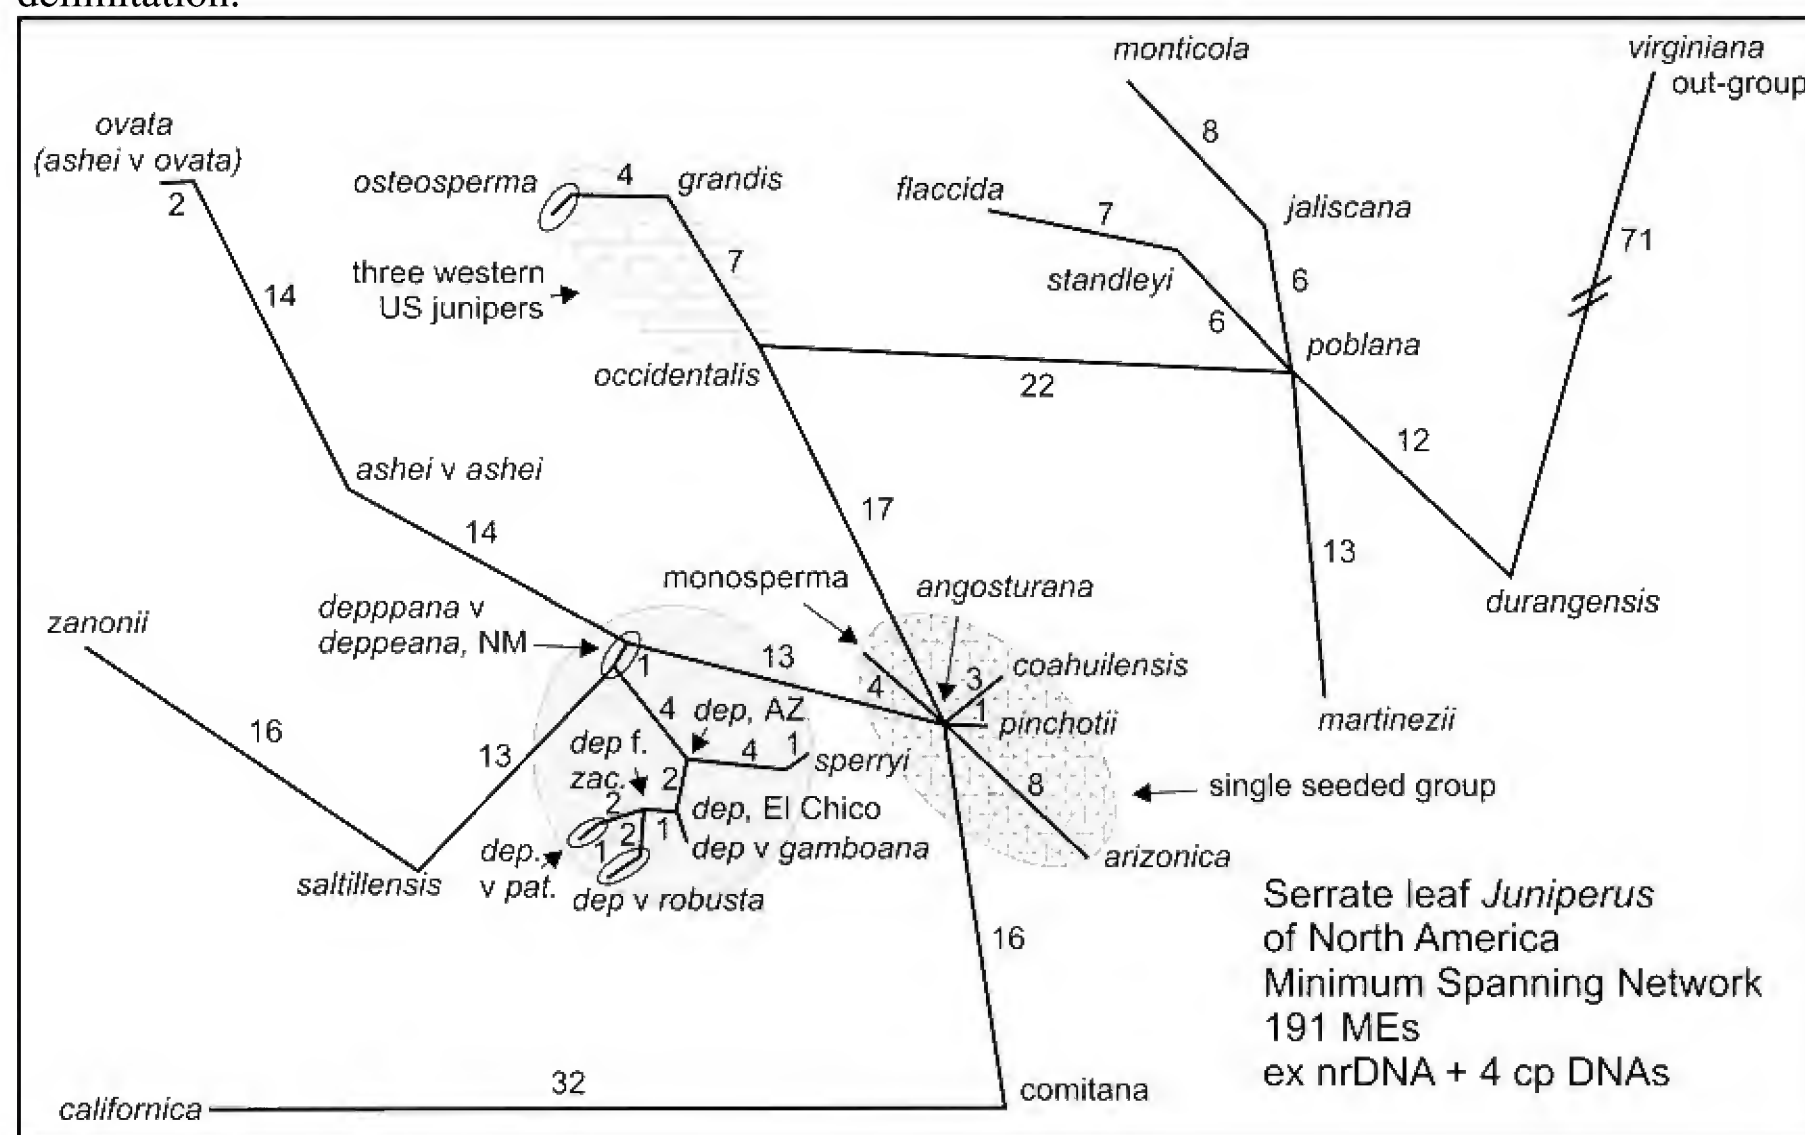 delimitation.
monticola
virginiana
out-group
8
ovata
(ashei v ovata)
2
osteosperma
4
grandis
flaccida
7
jaliscana
71
three western
US junipers
7
standleyi
6
6
14
poblana
occidentalis
22
12
ashei v ashei
17
14
13
monosperma
angosturana
durangensis
zanonii
depppana v
deppeana, NM
1
13
4
3
coahuilensis
1
pinchotii
martinezii
16
13
4
dep, AZ
dep f.
zac.
4
1
sperryi
2
8
single seeded group
2
dep, El Chico
1
2
1
dep v gamboana
dep.
v pat.
dep v robusta
arizonica
saltillensis
16
Serrate leaf Juniperus
of North America
Minimum Spanning Network
191 MEs
ex nrDNA + 4 cp DNAs
32
comitana
californica